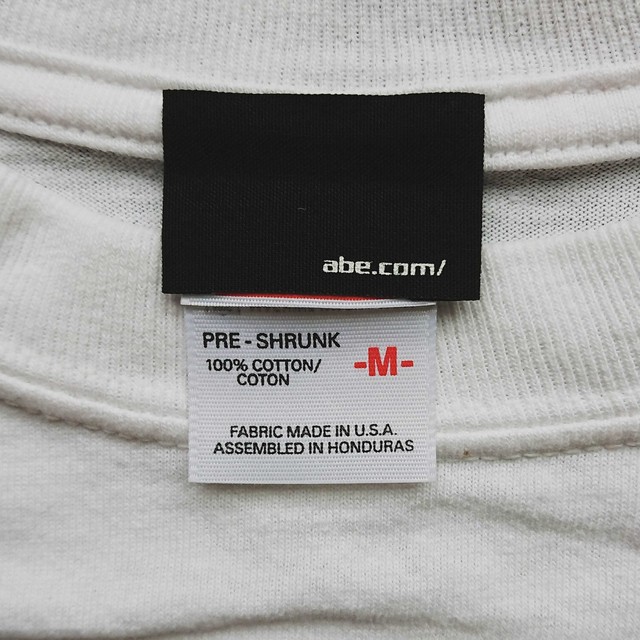 abe.com/
PRE - SHRUNK
100% COTTON/
COTON
-M-
FABRIC MADE IN U.S.A.
ASSEMBLED IN HONDURAS